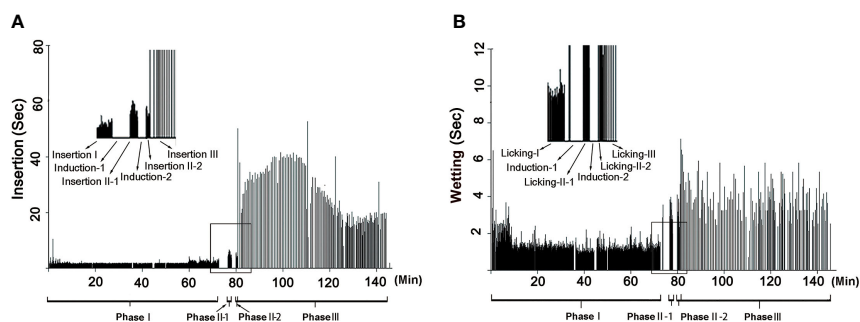 A
Insertion (Sec)
80
60
40
20
Insertion I
Induction-1
Insertion II-1
Induction-2
Insertion II-2
Insertion III
20 40 60 80 100 120 140 (Min)
Phase I Phase II-1 Phase II-2 Phase III
B
Wetting (Sec)
12
10
8
6
4
2
Licking-I
Induction-1
Licking-II-1
Induction-2
Licking-II-2
Licking-III
20 40 60 80 100 120 140 (Min)
Phase I Phase II -1 Phase II -2 Phase III